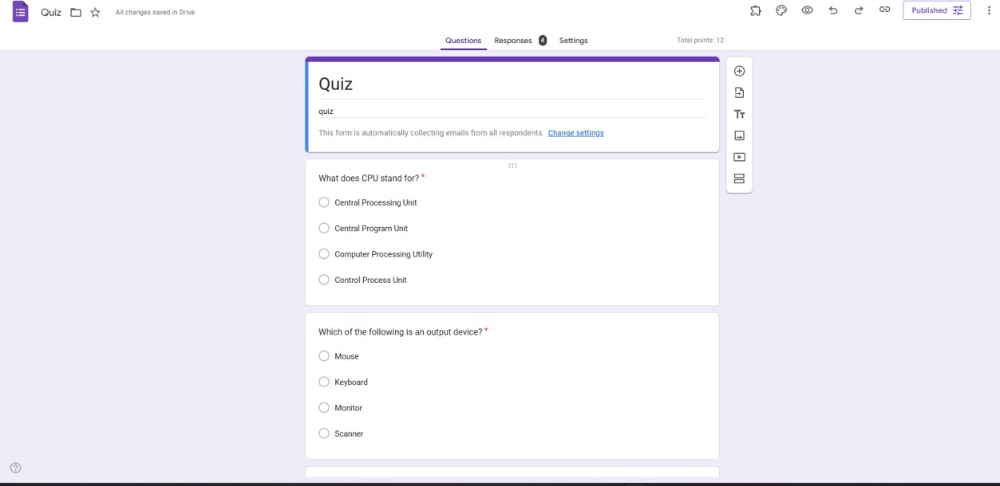 Quiz
All changes saved in Drive
Published
Questions
Responses 4
Settings
Total points: 12
Quiz
quiz
This form is automatically collecting emails from all respondents. Change settings
What does CPU stand for? *
Central Processing Unit
Central Program Unit
Computer Processing Utility
Control Process Unit
Which of the following is an output device? *
Mouse
Keyboard
Monitor
Scanner